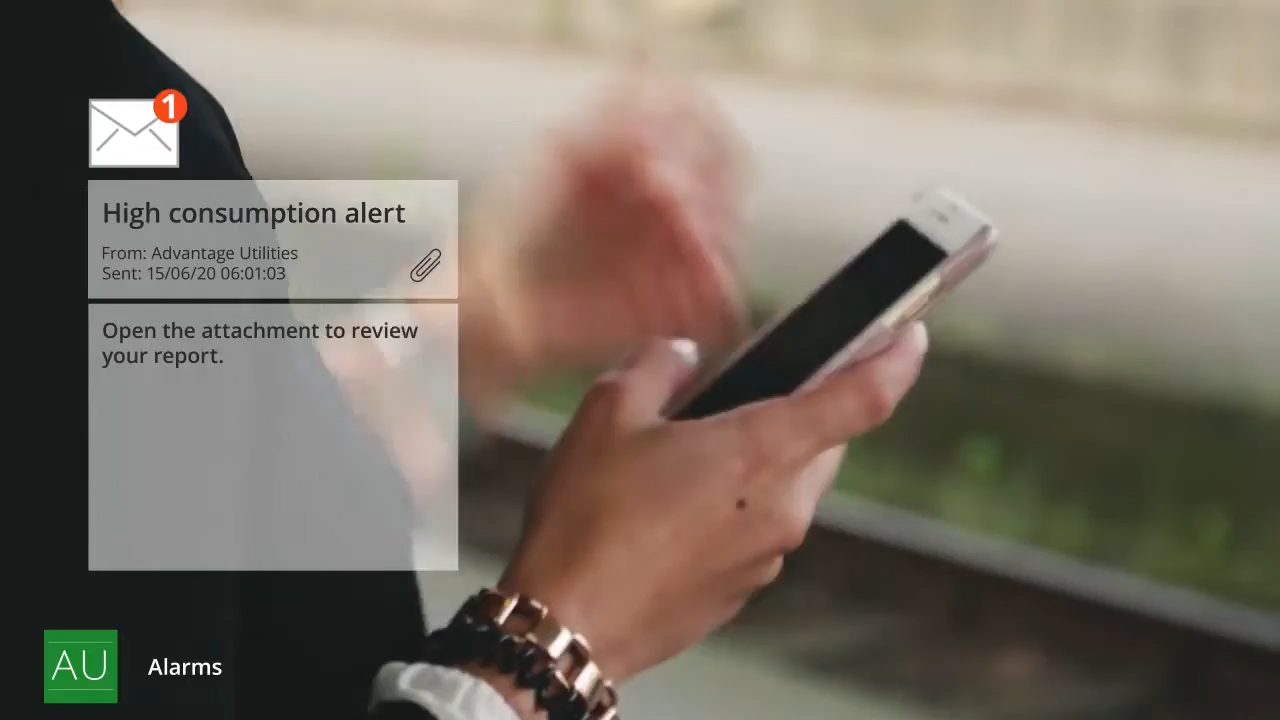 1
High consumption alert
From: Advantage Utilities
Sent: 15/06/20 06:01:03
Open the attachment to review
your report.
AU
Alarms